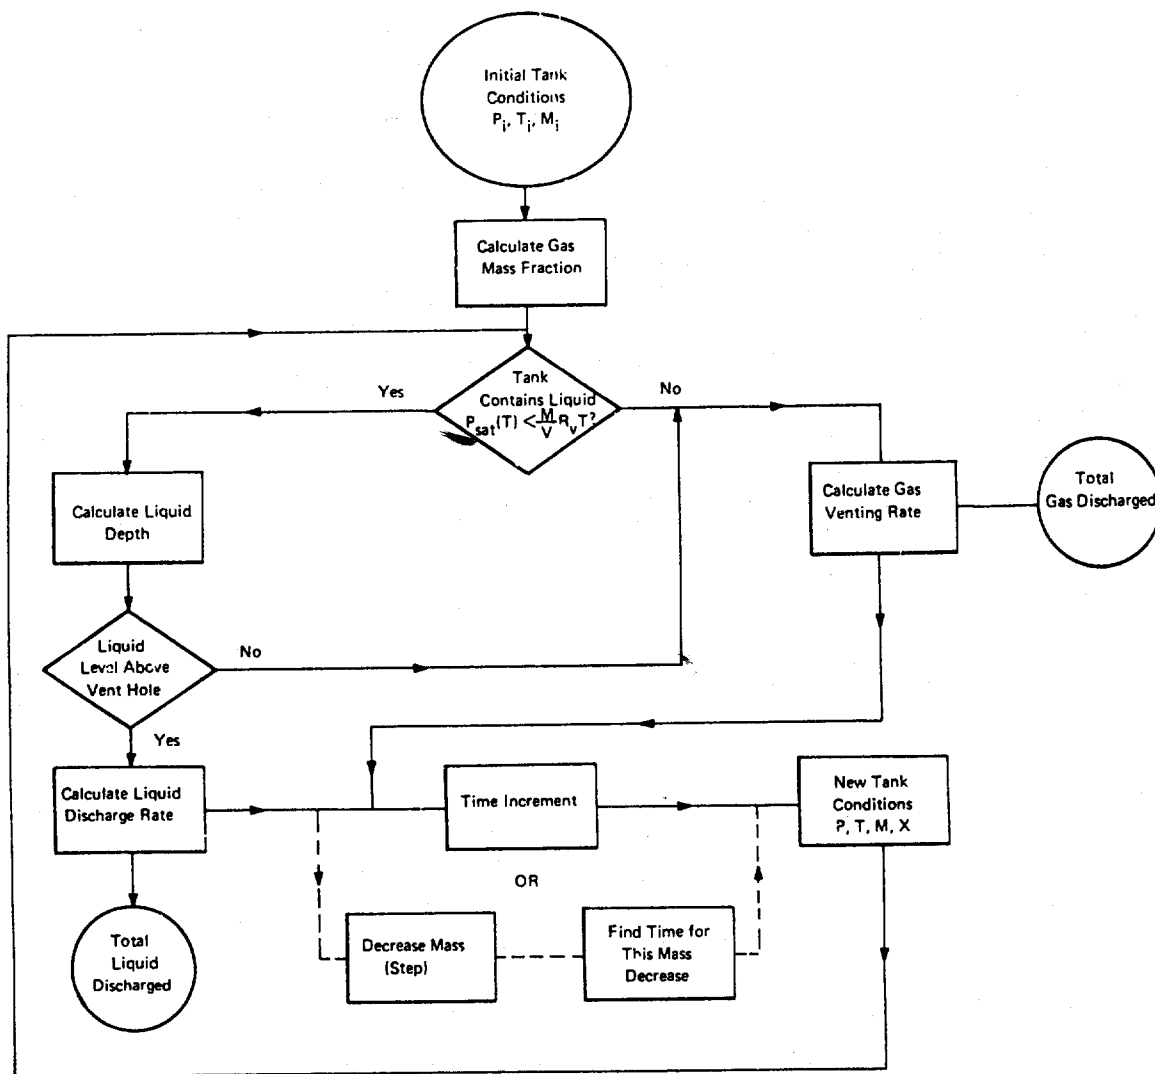 Initial Tank
Conditions
P_i, T_i, M_i
Calculate Gas
Mass Fraction
Tank
Contains Liquid
P_sat(T) < M/V R_v T?
Yes
No
Calculate Liquid
Depth
Calculate Gas
Venting Rate
Total
Gas Discharged
Liquid
Level Above
Vent Hole
No
Yes
Calculate Liquid
Discharge Rate
Time Increment
New Tank
Conditions
P, T, M, X
OR
Decrease Mass
(Step)
Find Time for
This Mass
Decrease
Total
Liquid
Discharged